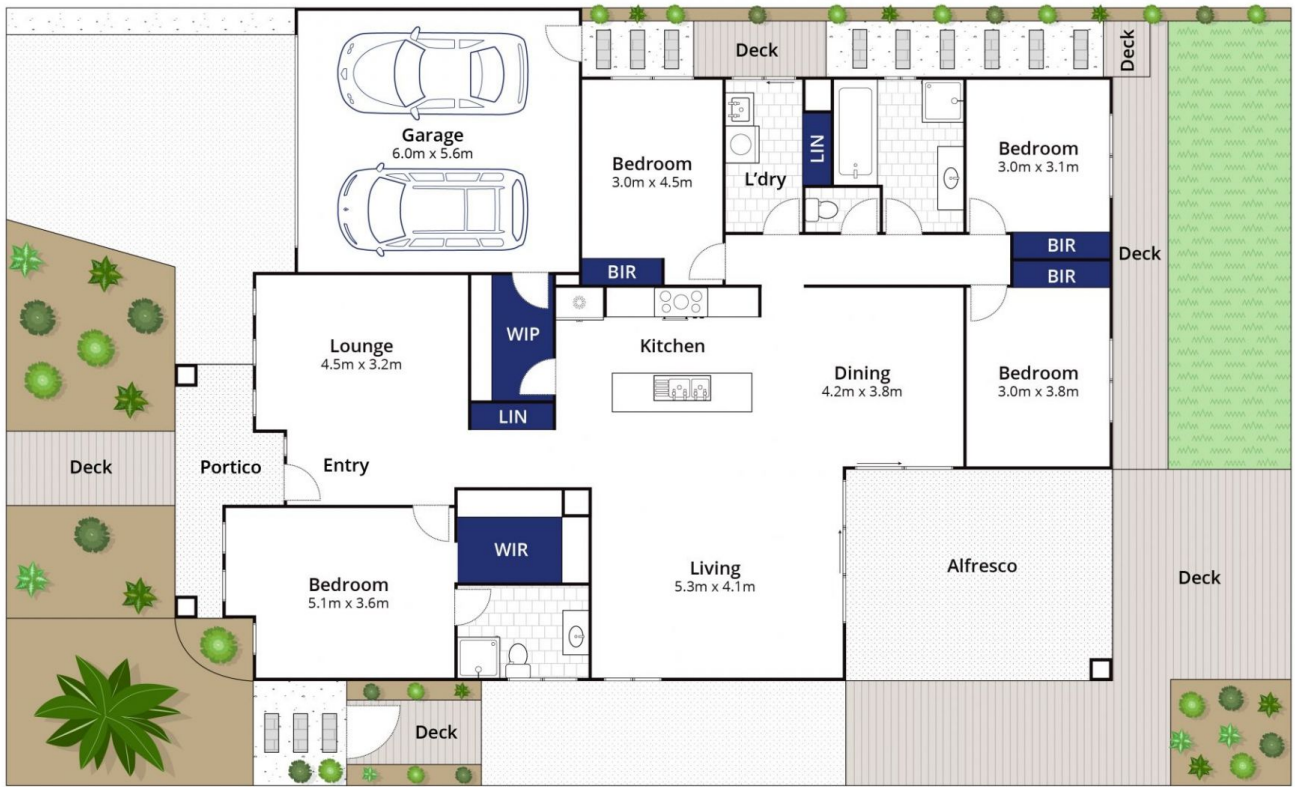 Deck
Deck
Garage
6.0m x 5.6m
Bedroom
3.0m x 4.5m
L'dry
LIN
Bedroom
3.0m x 3.1m
BIR
BIR
BIR
Deck
WIP
Lounge
4.5m x 3.2m
Kitchen
Dining
4.2m x 3.8m
Bedroom
3.0m x 3.8m
LIN
Deck
Portico
Entry
WIR
Bedroom
5.1m x 3.6m
Living
5.3m x 4.1m
Alfresco
Deck
Deck